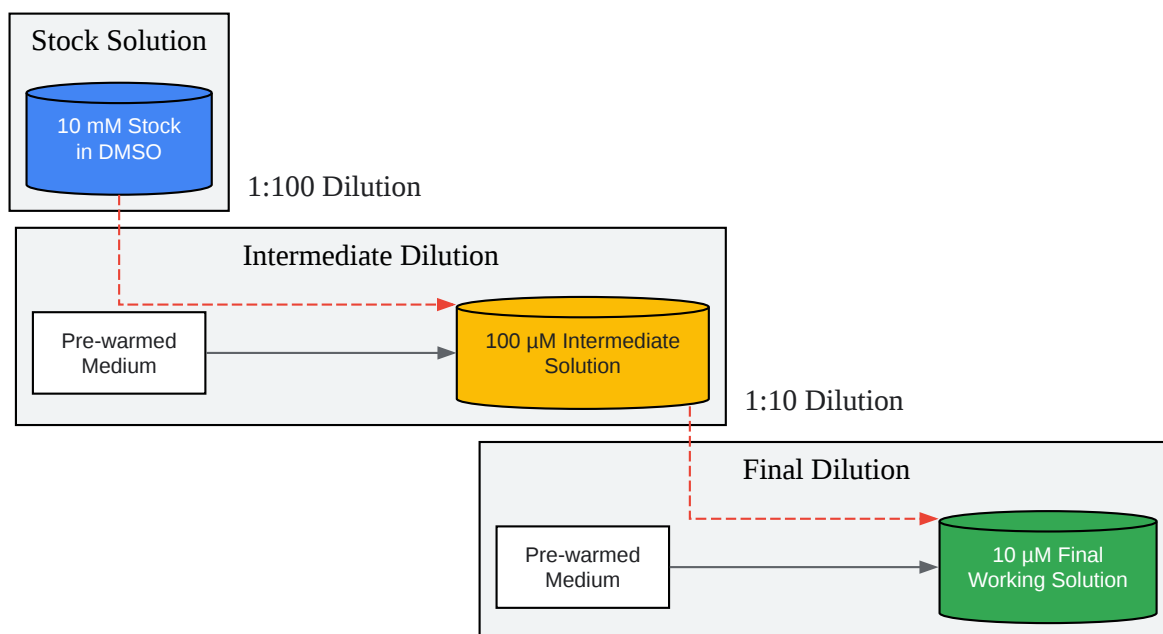 Stock Solution
10 mM Stock
in DMSO
1:100 Dilution
Intermediate Dilution
Pre-warmed
Medium
100 µM Intermediate
Solution
1:10 Dilution
Final Dilution
Pre-warmed
Medium
10 µM Final
Working Solution